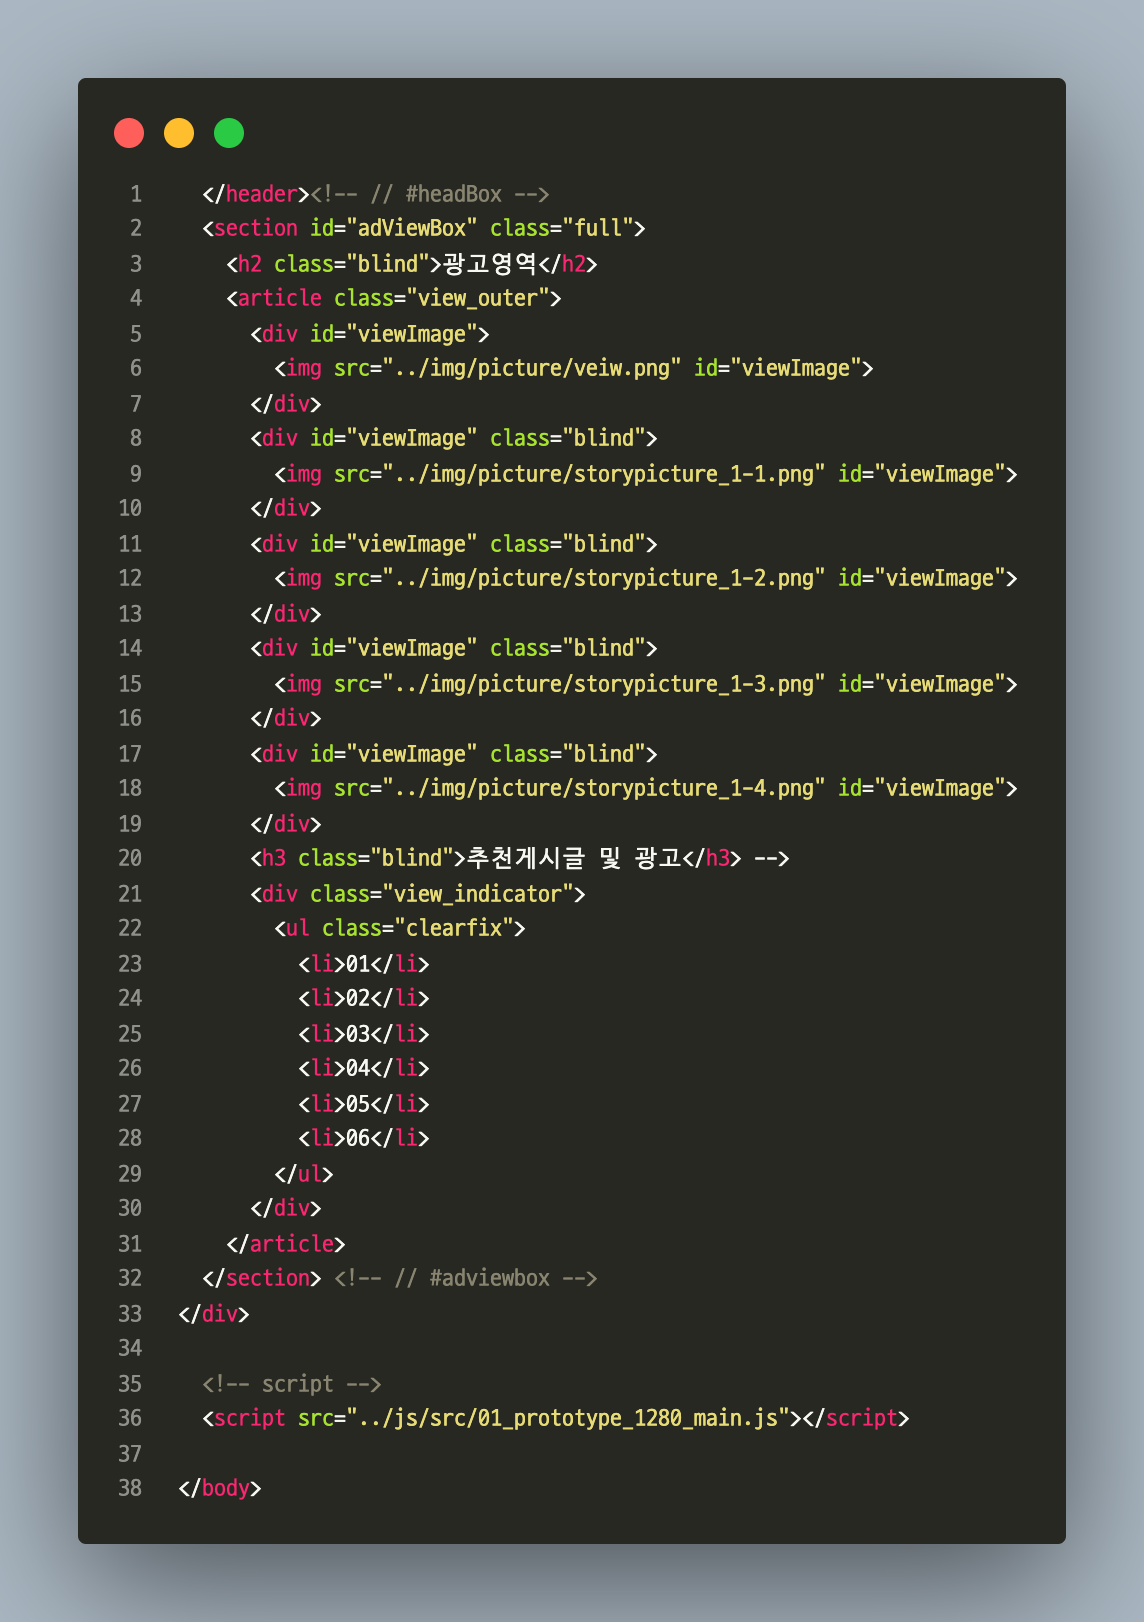 1 </header><!-- // #headBox -->
2 <section id="adViewBox" class="full">
3 <h2 class="blind">광고영역</h2>
4 <article class="view_outer">
5 <div id="viewImage">
6 <img src="../img/picture/veiw.png" id="viewImage">
7 </div>
8 <div id="viewImage" class="blind">
9 <img src="../img/picture/storypicture_1-1.png" id="viewImage">
10 </div>
11 <div id="viewImage" class="blind">
12 <img src="../img/picture/storypicture_1-2.png" id="viewImage">
13 </div>
14 <div id="viewImage" class="blind">
15 <img src="../img/picture/storypicture_1-3.png" id="viewImage">
16 </div>
17 <div id="viewImage" class="blind">
18 <img src="../img/picture/storypicture_1-4.png" id="viewImage">
19 </div>
20 <h3 class="blind">추천게시글 및 광고</h3> -->
21 <div class="view_indicator">
22 <ul class="clearfix">
23 <li>01</li>
24 <li>02</li>
25 <li>03</li>
26 <li>04</li>
27 <li>05</li>
28 <li>06</li>
29 </ul>
30 </div>
31 </article>
32 </section> <!-- // #adviewbox -->
33 </div>
34
35 <!-- script -->
36 <script src="../js/src/01_prototype_1280_main.js"></script>
37
38 </body>